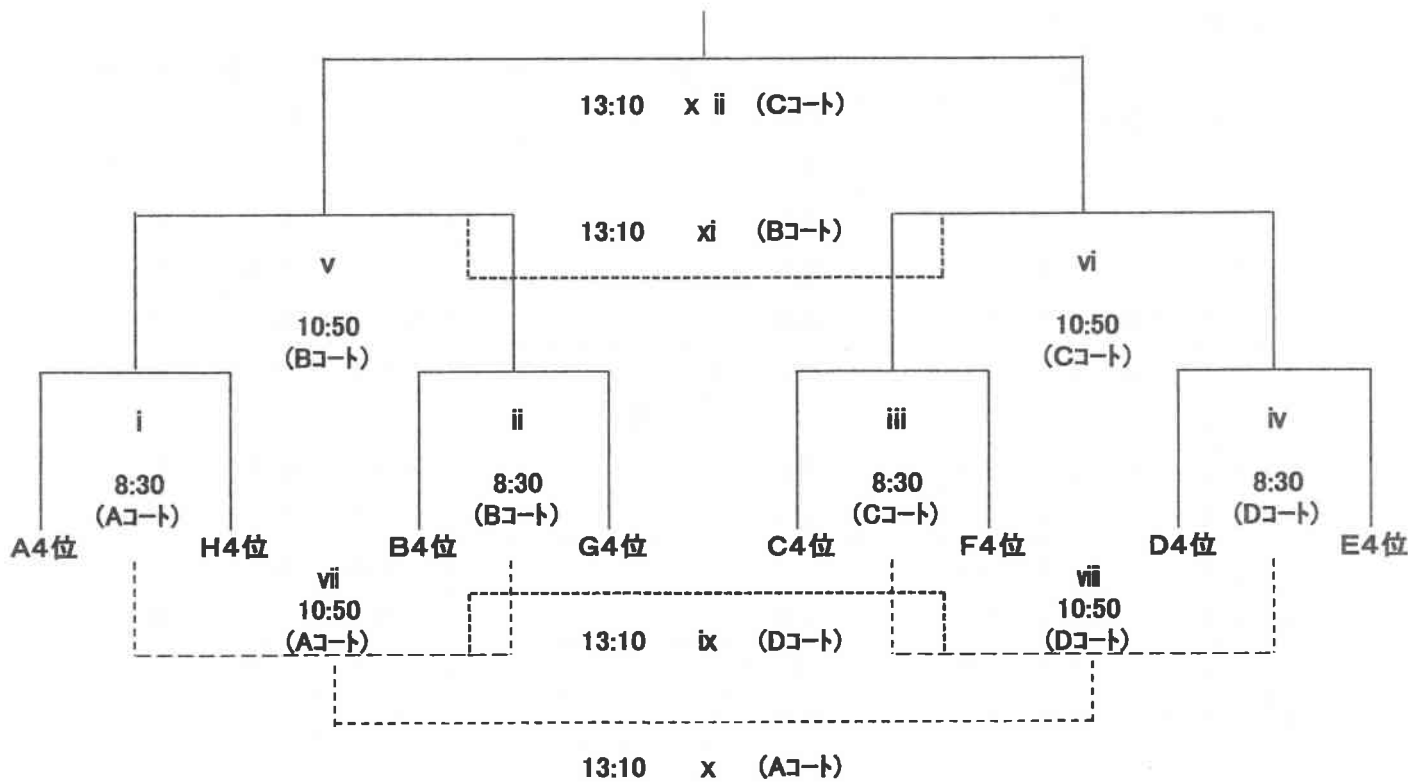 13:10 x ii (Cコート)
13:10 xi (Bコート)
v
vi
10:50
(Bコート)
10:50
(Cコート)
i
ii
iii
iv
8:30
(Aコート)
8:30
(Bコート)
8:30
(Cコート)
8:30
(Dコート)
A4位 H4位 B4位 G4位 C4位 F4位 D4位 E4位
vii
10:50
(Aコート)
viii
10:50
(Dコート)
13:10 ix (Dコート)
13:10 x (Aコート)